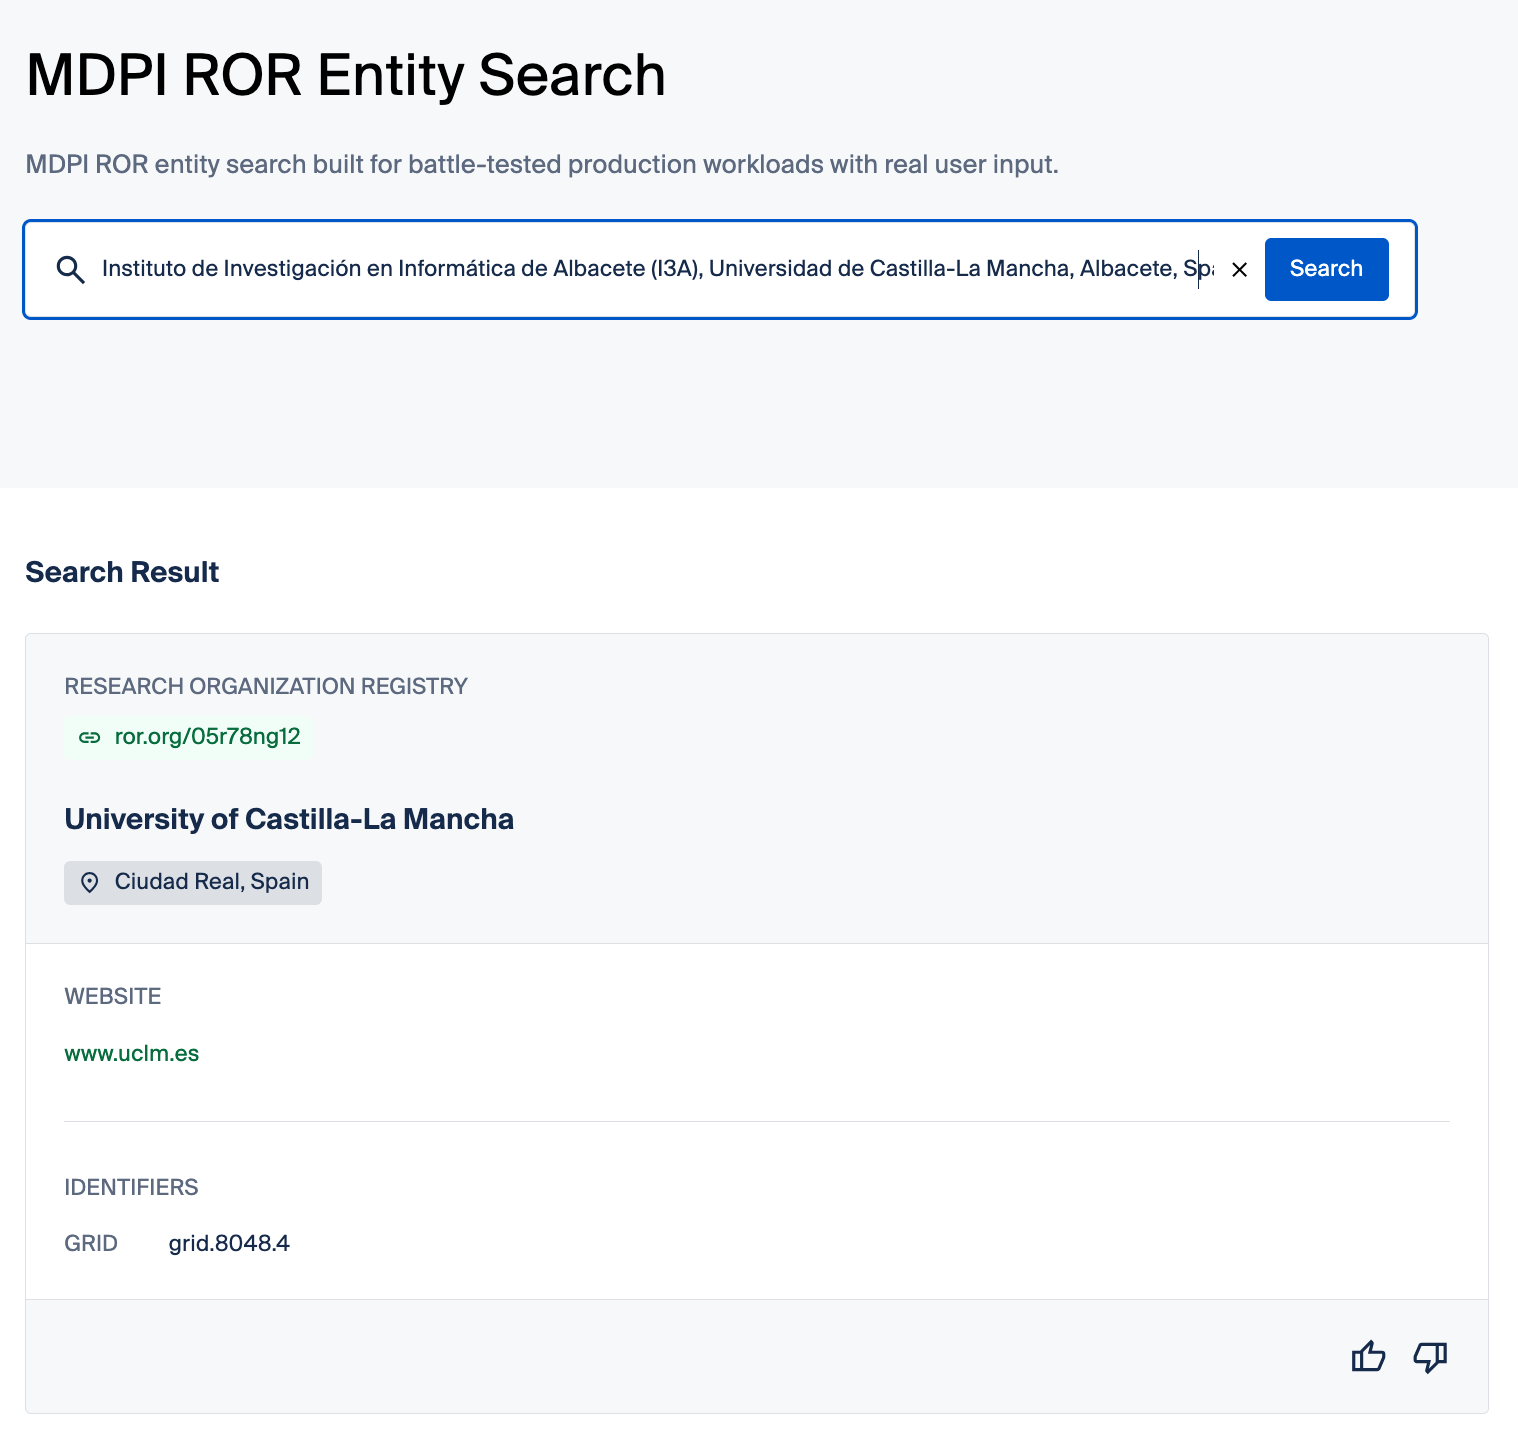 MDPI ROR Entity Search
MDPI ROR entity search built for battle-tested production workloads with real user input.
Instituto de Investigación en Informática de Albacete (I3A), Universidad de Castilla-La Mancha, Albacete, Spa
Search
Search Result
RESEARCH ORGANIZATION REGISTRY
ror.org/05r78ng12
University of Castilla-La Mancha
Ciudad Real, Spain
WEBSITE
www.uclm.es
IDENTIFIERS
GRID grid.8048.4